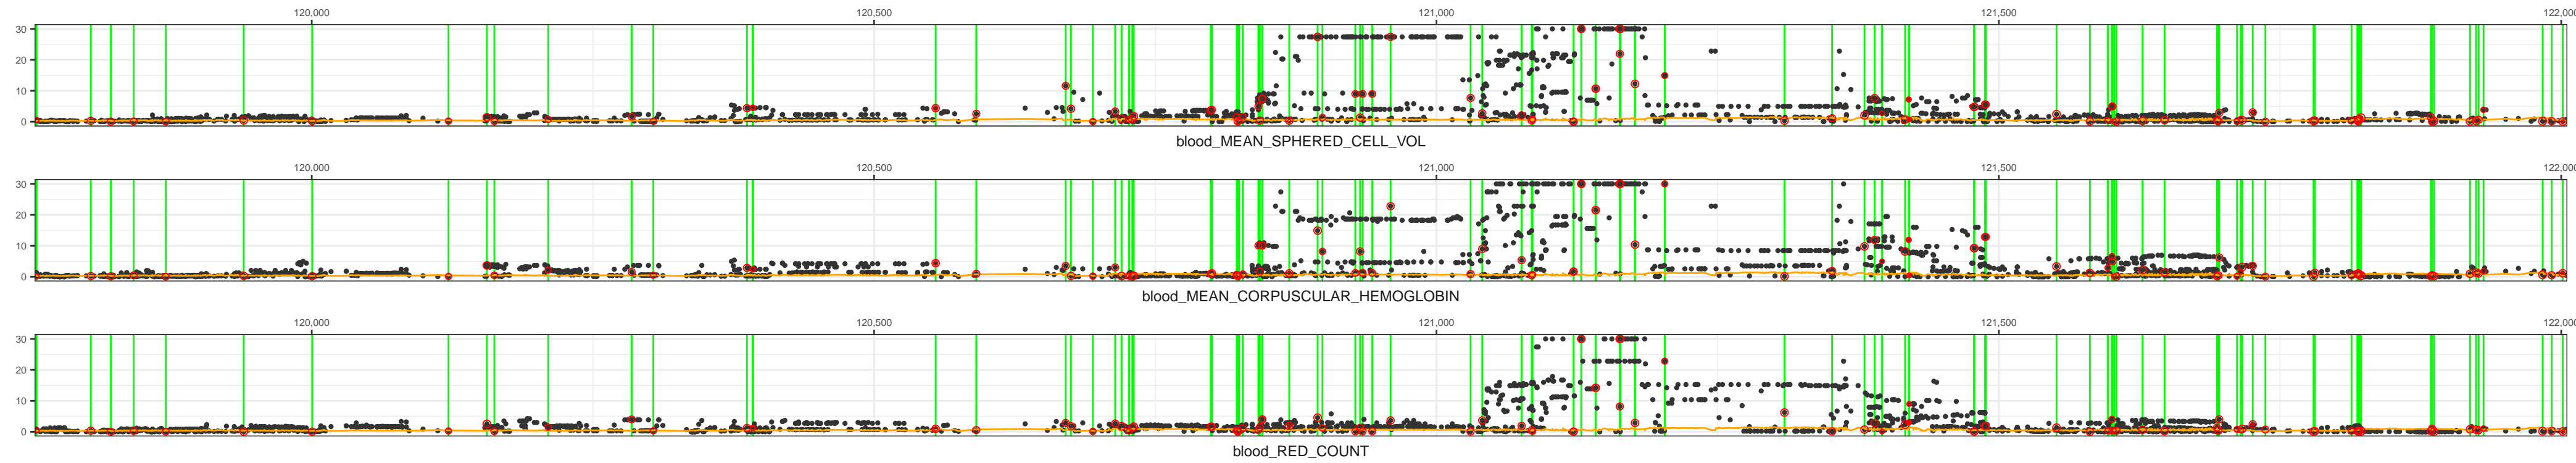 120,000 120,500 121,000 121,500 122,000
30
20
10
0
blood_MEAN_SPHERED_CELL_VOL
120,000 120,500 121,000 121,500 122,000
30
20
10
0
blood_MEAN_CORPUSCULAR_HEMOGLOBIN
120,000 120,500 121,000 121,500 122,000
30
20
10
0
blood_RED_COUNT